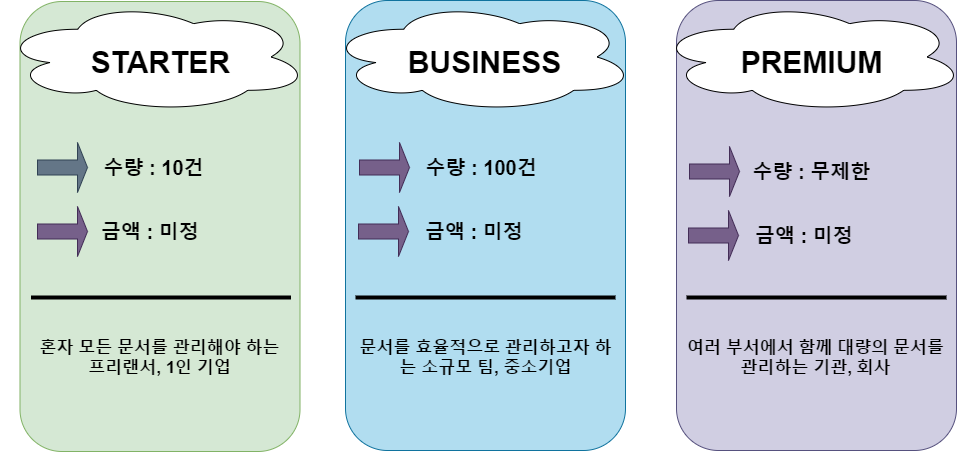 STARTER
수량 : 10건
금액 : 미정
혼자 모든 문서를 관리해야 하는
프리랜서, 1인 기업
BUSINESS
수량 : 100건
금액 : 미정
문서를 효율적으로 관리하고자 하
는 소규모 팀, 중소기업
PREMIUM
수량 : 무제한
금액 : 미정
여러 부서에서 함께 대량의 문서를
관리하는 기관, 회사